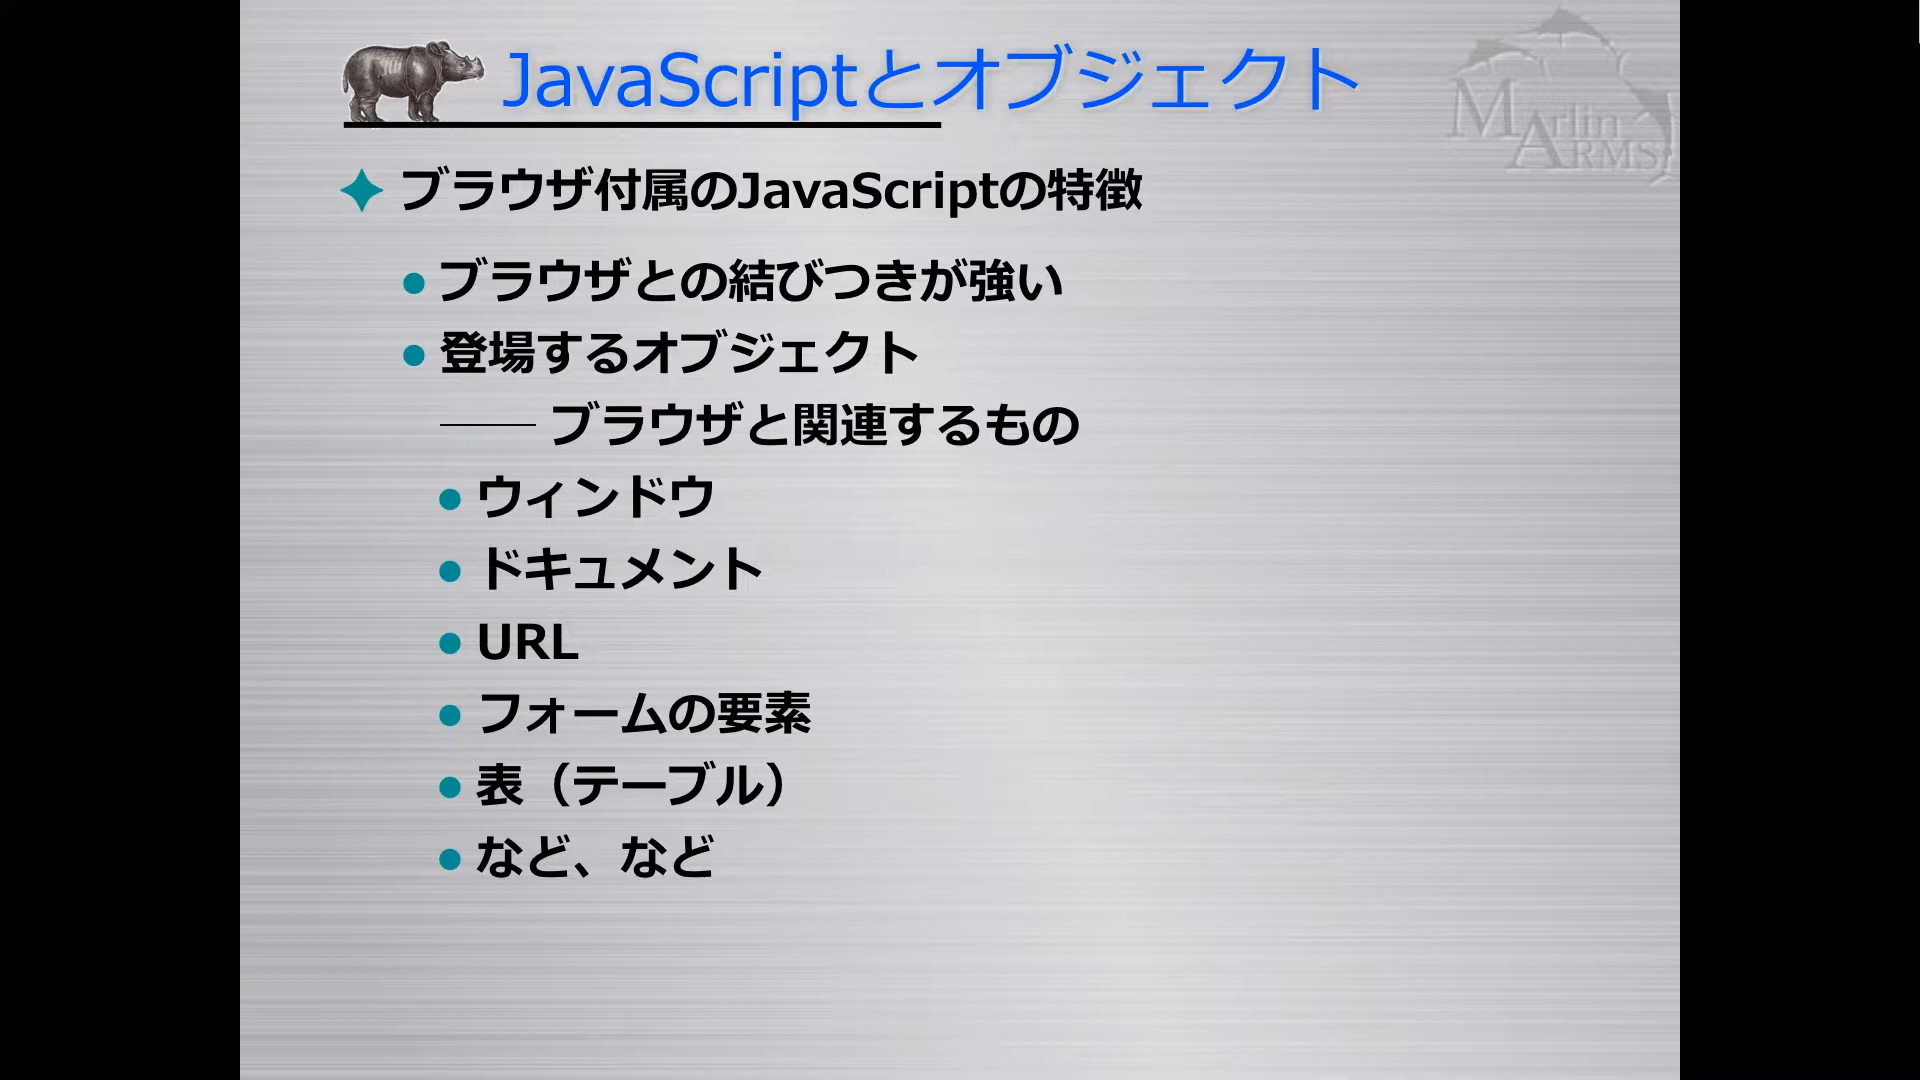 JavaScriptとオブジェクト
Marlin
ARMS
ブラウザ付属のJavaScriptの特徴
ブラウザとの結びつきが強い
登場するオブジェクト
── ブラウザと関連するもの
ウィンドウ
ドキュメント
URL
フォームの要素
表（テーブル）
など、など